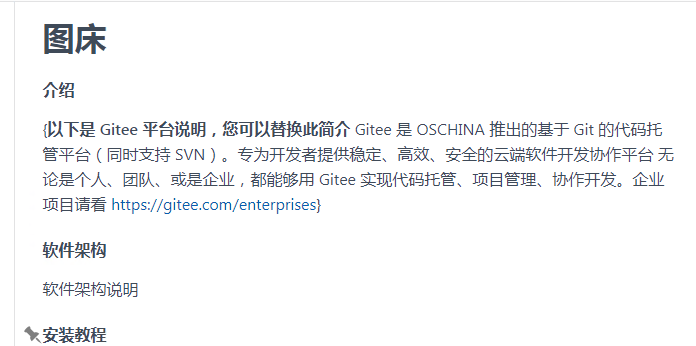 图床
介绍
{以下是 Gitee 平台说明，您可以替换此简介 Gitee 是 OSCHINA 推出的基于 Git 的代码托
管平台（同时支持 SVN）。专为开发者提供稳定、高效、安全的云端软件开发协作平台 无
论是个人、团队、或是企业，都能够用 Gitee 实现代码托管、项目管理、协作开发。企业
项目请看 https://gitee.com/enterprises}
软件架构
软件架构说明
安装教程